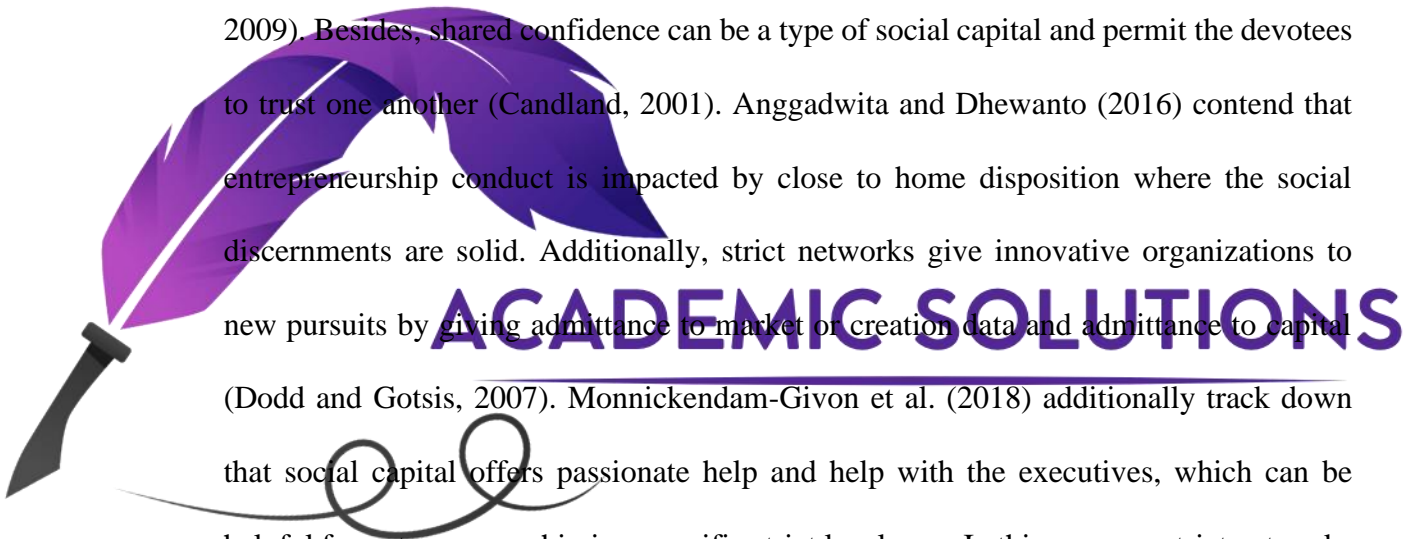 2009). Besides, shared confidence can be a type of social capital and permit the devotees
to trust one another (Candland, 2001). Anggadwita and Dhewanto (2016) contend that
entrepreneurship conduct is impacted by close to home disposition where the social
discernments are solid. Additionally, strict networks give innovative organizations to
new pursuits by giving admittance to market or creation data and admittance to capital
ACADEMIC SOLUTIONS
(Dodd and Gotsis, 2007). Monnickendam-Givon et al. (2018) additionally track down
that social capital offers passionate help and help with the executives, which can be